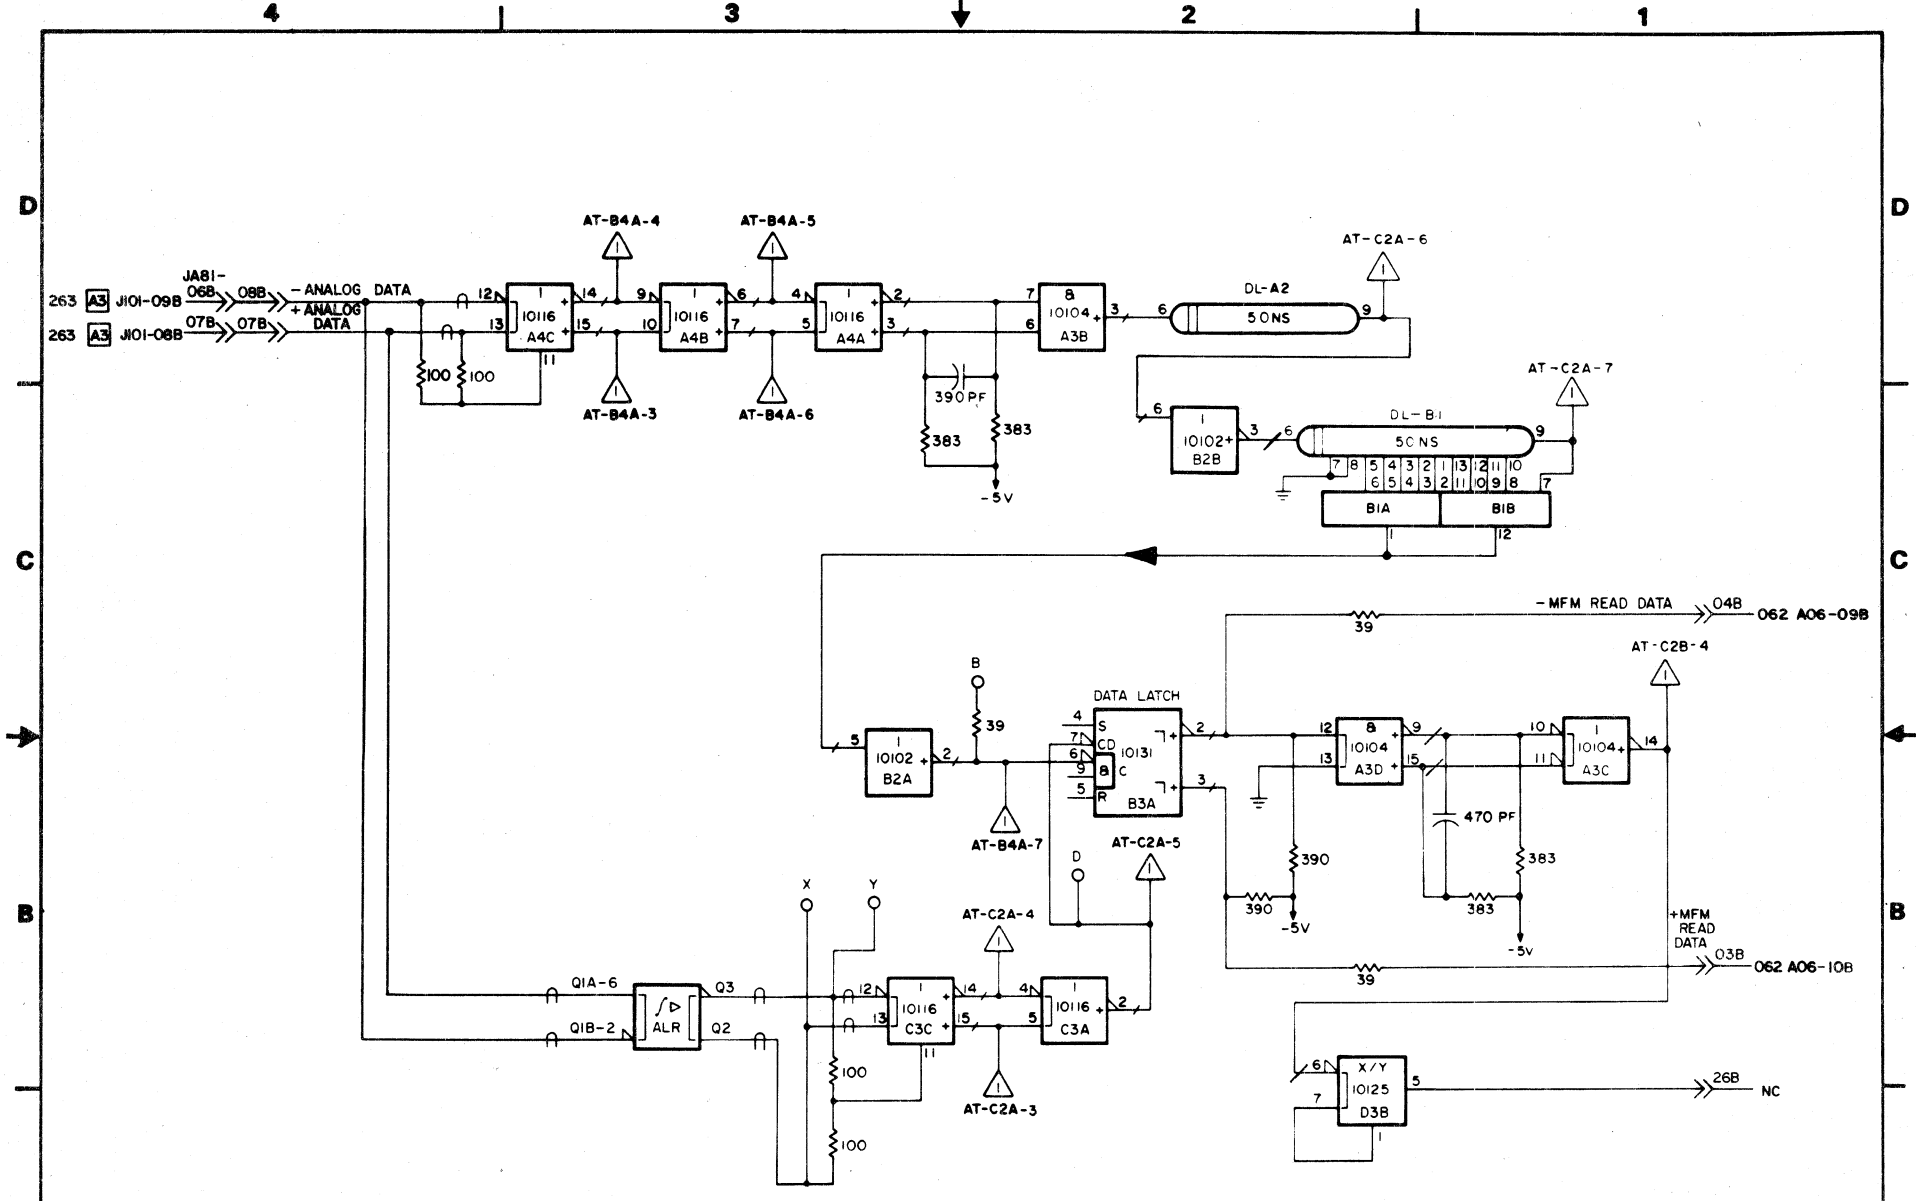 4 3 2 1
D D
AT-B4A-4 AT-B4A-5
AT-C2A-6
JA81-
263 A3 J101-09B 06B 08B - ANALOG DATA
+ ANALOG
DATA
263 A3 J101-08B 07B 07B
12 1 14
13 10116 15
A4C
11
9 1 6
10 10116 7
A4B
4 1 2
5 10116 3
A4A
7 & 3
6 10104 +
A3B
DL-A2
6 50NS 9
100 100
AT-B4A-3 AT-B4A-6
390 PF
383 383
-5V
AT-C2A-7
6 1 3
10102+
B2B
DL-B1
6 50NS 9
7 8 5 4 3 2 1 13 12 11 10
6 5 4 3 2 11 10 9 8 7
B1A B1B
1 12
C C
- MFM READ DATA 04B 062 A06-09B
39
AT-C2B-4
B
39
DATA LATCH
5 1 2
10102 +
B2A
AT-B4A-7
4 S 2
7 CD
6 10131
9 & C
5 R 3
B3A
12 & 9
13 10104 15
A3D
10 1 14
11 10104 +
A3C
470 PF
390 383
390 383
-5V -5V
AT-C2A-5
D
X Y
AT-C2A-4
B B
+MFM
READ
DATA
03B 062 A06-10B
39
Q1A-6 Q3
Q1B-2 ALR Q2
12 1 14
13 10116 15
C3C
11
4 1 2
5 10116 +
C3A
100
100
AT-C2A-3
6 X/Y 5
7 10125
D3B
1
26B NC